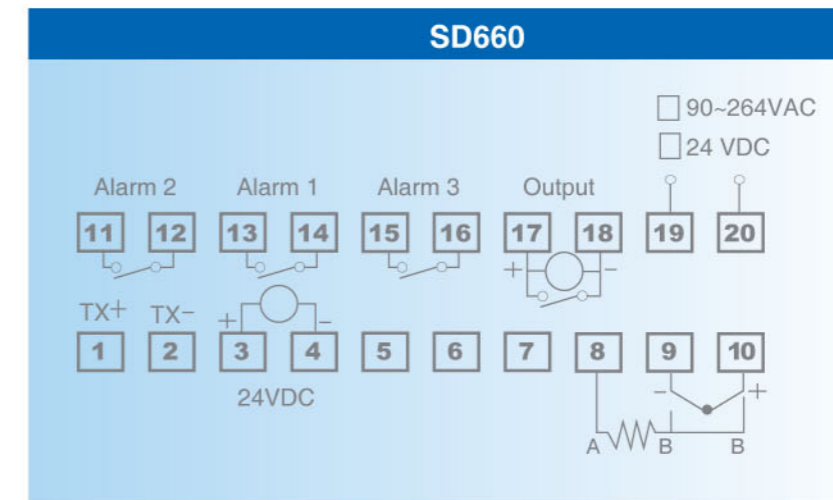 SD660
90~264VAC
24 VDC
Alarm 2 Alarm 1 Alarm 3 Output
11 12 13 14 15 16 17 18 19 20
+ −
TX+ TX− + −
1 2 3 4 5 6 7 8 9 10
24VDC
− +
A B B